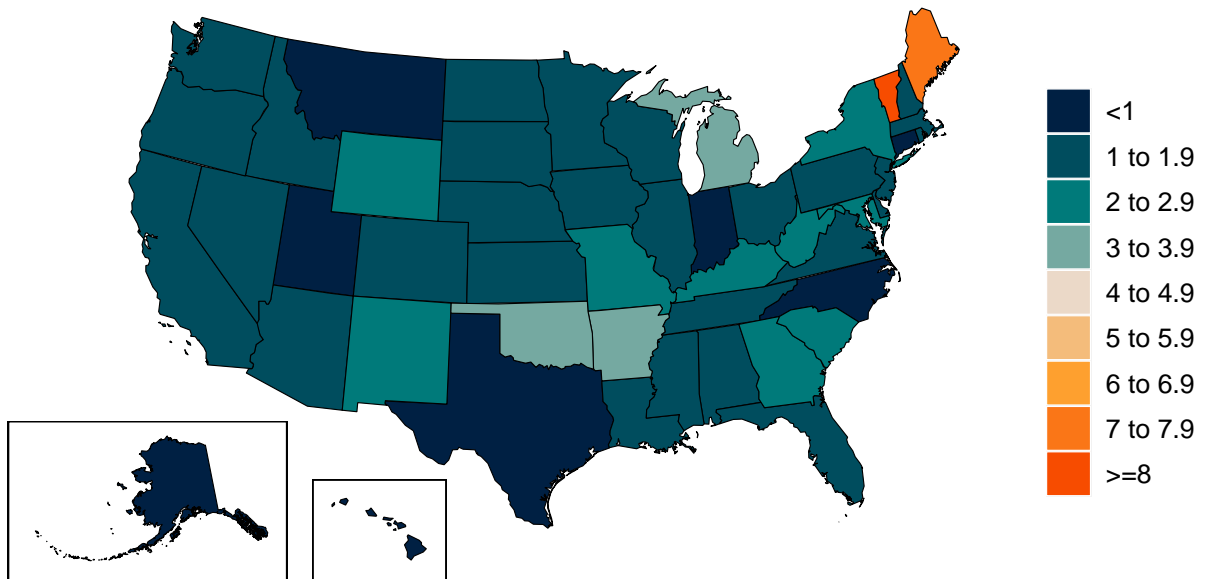 <1
1 to 1.9
2 to 2.9
3 to 3.9
4 to 4.9
5 to 5.9
6 to 6.9
7 to 7.9
>=8